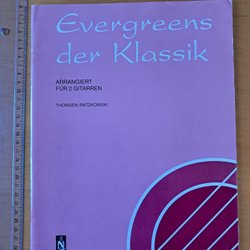 Evergreens
der Klassik
ARRANGIERT
FÜR 2 GITARREN
THOMSEN RATZKOWSKI
N